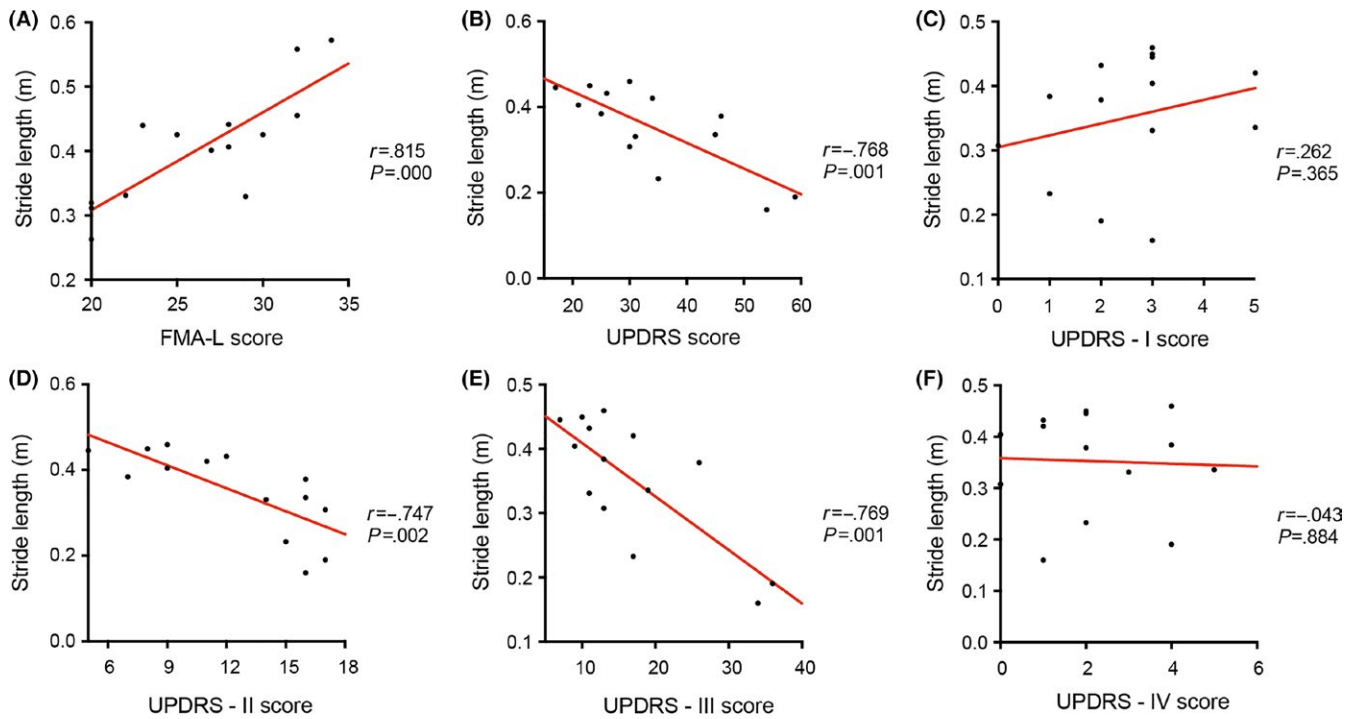 (A)
0.6
0.5
0.4
0.3
0.2
Stride length (m)
20 25 30 35
FMA-L score
r=.815
P=.000
(B)
0.6
0.4
0.2
0.0
Stride length (m)
20 30 40 50 60
UPDRS score
r=–.768
P=.001
(C)
0.5
0.4
0.3
0.2
0.1
Stride length (m)
0 1 2 3 4 5
UPDRS - I score
r=.262
P=.365
(D)
0.6
0.4
0.2
0.0
Stride length (m)
6 9 12 15 18
UPDRS - II score
r=–.747
P=.002
(E)
0.5
0.4
0.3
0.2
0.1
Stride length (m)
10 20 30 40
UPDRS - III score
r=–.769
P=.001
(F)
0.5
0.4
0.3
0.2
0.1
0.0
Stride length (m)
0 2 4 6
UPDRS - IV score
r=–.043
P=.884